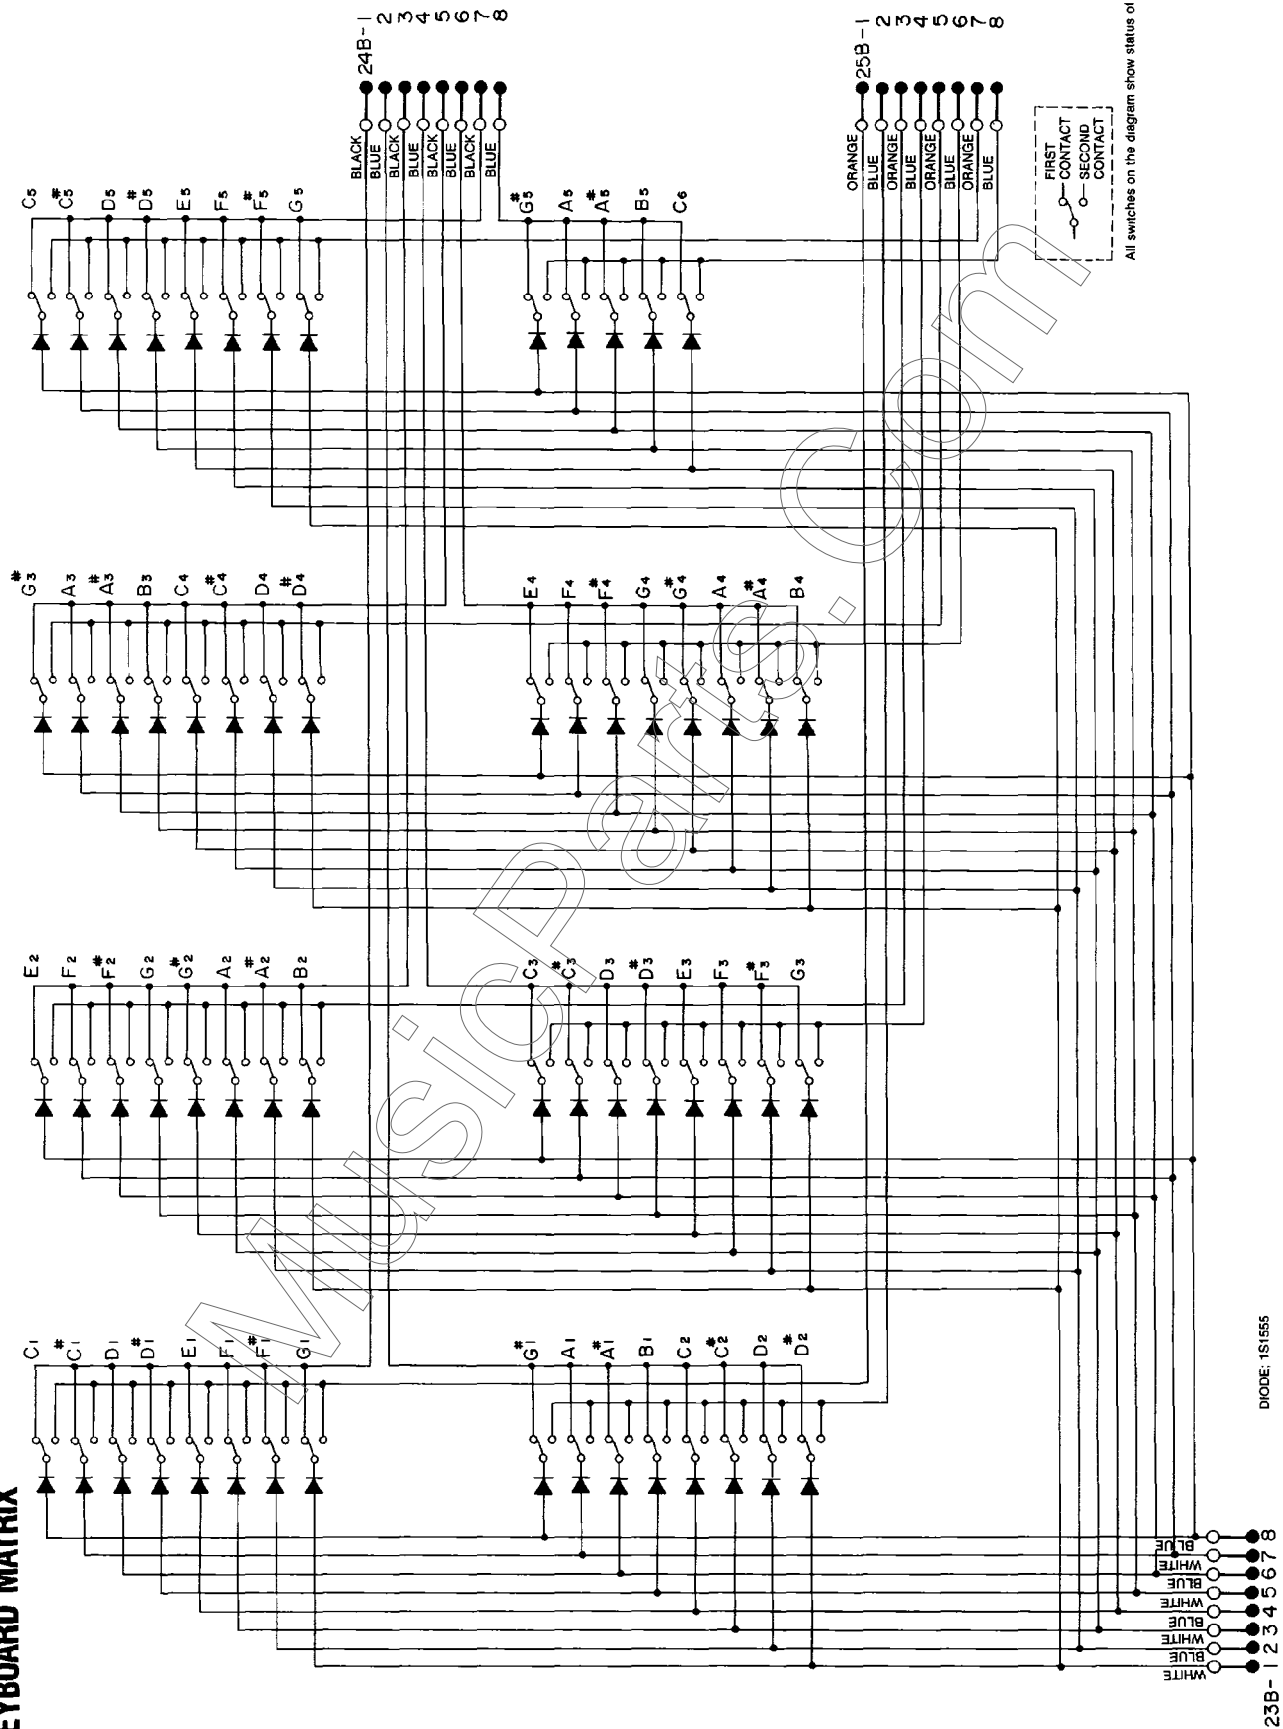 EYBOARD MATRIX
24B-1
2
3
4
5
6
7
8
BLACK
BLUE
BLACK
BLUE
BLACK
BLUE
BLACK
BLUE
25B-1
2
3
4
5
6
7
8
ORANGE
BLUE
ORANGE
BLUE
ORANGE
BLUE
ORANGE
BLUE
C5
C#5
D5
D#5
E5
F5
F#5
G5
G#5
A5
A#5
B5
C6
G#3
A3
A#3
B3
C4
C#4
D4
D#4
E4
F4
F#4
G4
G#4
A4
A#4
B4
E2
F2
F#2
G2
G#2
A2
A#2
B2
C3
C#3
D3
D#3
E3
F3
F#3
G3
C1
C#1
D1
D#1
E1
F1
F#1
G1
G#1
A1
A#1
B1
C2
C#2
D2
D#2
FIRST
CONTACT
SECOND
CONTACT
All switches on the diagram show status of
DIODE: 1S1555
23B-1
2
3
4
5
6
7
8
WHITE
BLUE
WHITE
BLUE
WHITE
BLUE
WHITE
BLUE
MusicParts.Com